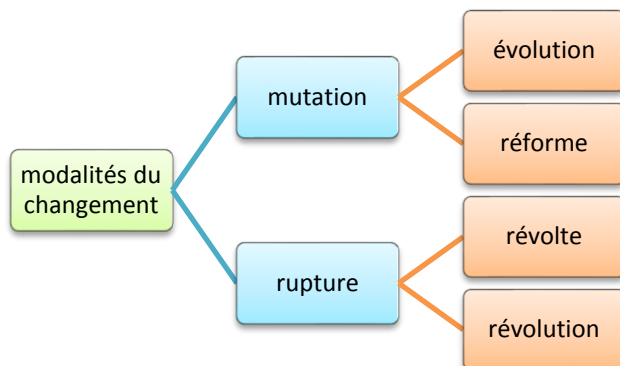 modalités du
changement
mutation
rupture
évolution
réforme
révolte
révolution